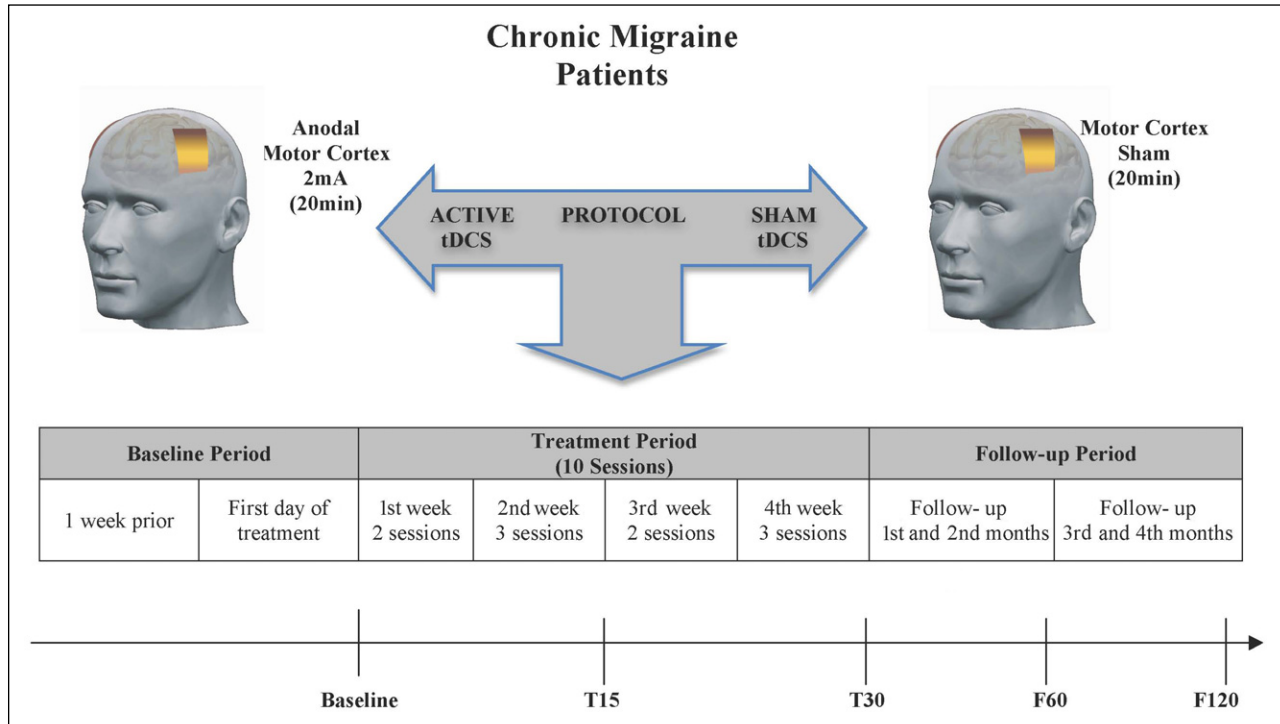 Chronic Migraine
Patients
Anodal
Motor Cortex
2mA
(20min)
Motor Cortex
Sham
(20min)
ACTIVE
tDCS
PROTOCOL
SHAM
tDCS
Baseline Period
Treatment Period
(10 Sessions)
Follow-up Period
1 week prior
First day of
treatment
1st week
2 sessions
2nd week
3 sessions
3rd week
2 sessions
4th week
3 sessions
Follow- up
1st and 2nd months
Follow- up
3rd and 4th months
Baseline
T15
T30
F60
F120